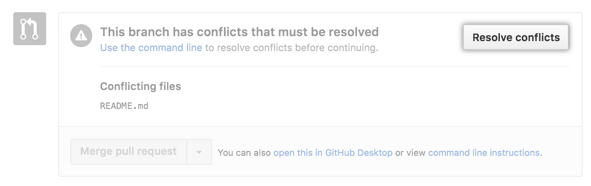 This branch has conflicts that must be resolved
Resolve conflicts
Use the command line to resolve conflicts before continuing.
Conflicting files
README.md
Merge pull request
You can also open this in GitHub Desktop or view command line instructions.